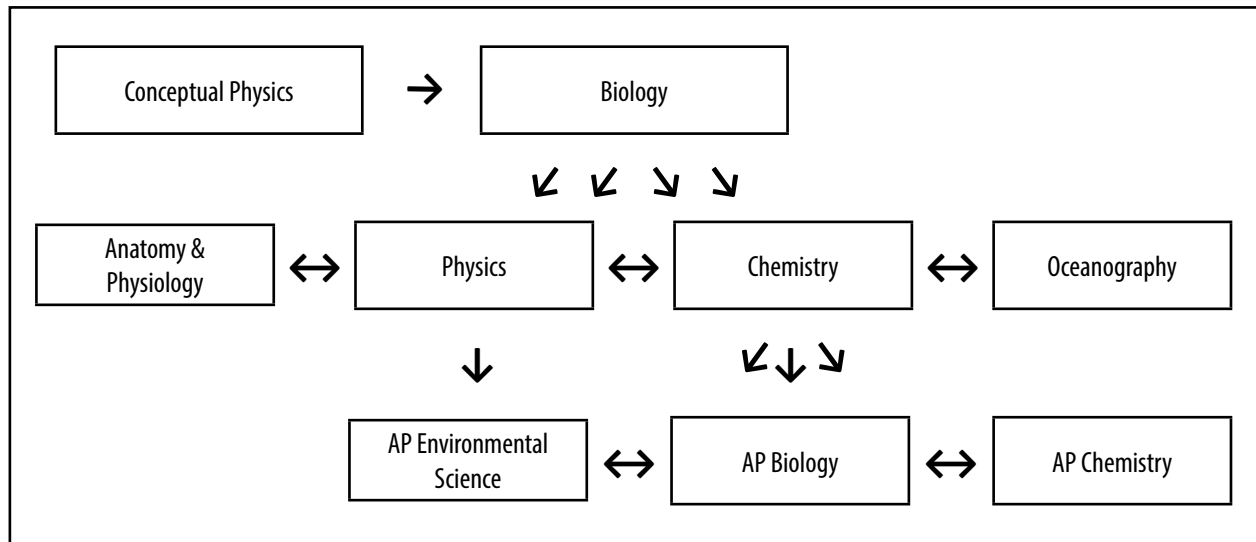 Conceptual Physics
Biology
Anatomy &
Physiology
Physics
Chemistry
Oceanography
AP Environmental
Science
AP Biology
AP Chemistry